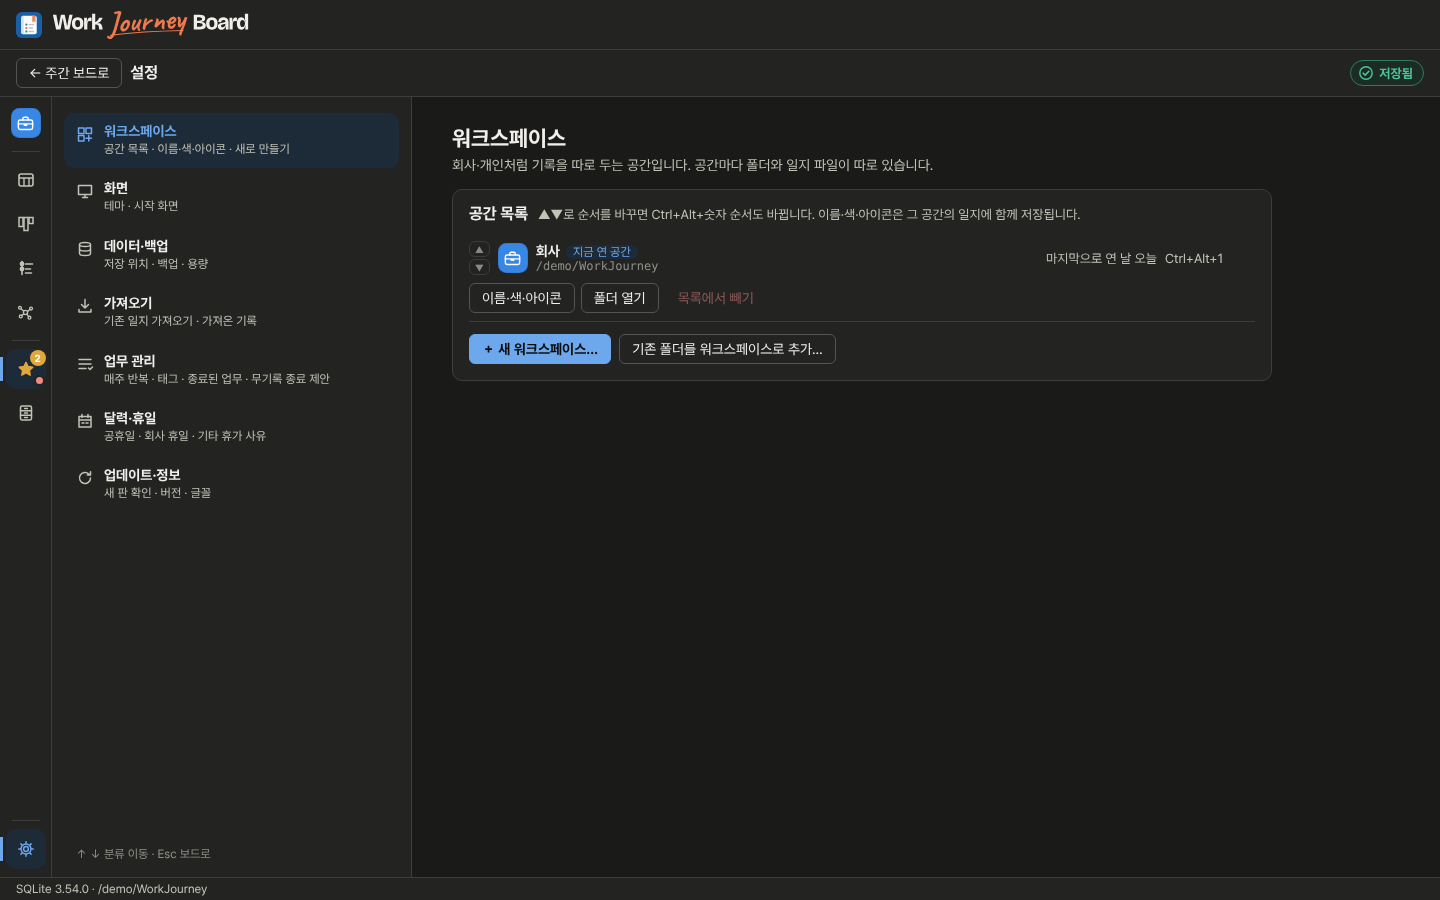 Work Journey Board
← 주간 보드로 설정
저장됨
워크스페이스
공간 목록 · 이름·색·아이콘 · 새로 만들기
화면
테마 · 시작 화면
데이터·백업
저장 위치 · 백업 · 용량
가져오기
기존 일지 가져오기 · 가져온 기록
2
업무 관리
매주 반복 · 태그 · 종료된 업무 · 무기록 종료 제안
달력·휴일
공휴일 · 회사 휴일 · 기타 휴가 사유
업데이트·정보
새 판 확인 · 버전 · 글꼴
↑ ↓ 분류 이동 · Esc 보드로
워크스페이스
회사·개인처럼 기록을 따로 두는 공간입니다. 공간마다 폴더와 일지 파일이 따로 있습니다.
공간 목록 ▲▼로 순서를 바꾸면 Ctrl+Alt+숫자 순서도 바뀝니다. 이름·색·아이콘은 그 공간의 일지에 함께 저장됩니다.
▲
▼
회사 지금 연 공간
/demo/WorkJourney
마지막으로 연 날 오늘 Ctrl+Alt+1
이름·색·아이콘 폴더 열기 목록에서 빼기
+ 새 워크스페이스... 기존 폴더를 워크스페이스로 추가...
SQLite 3.54.0 · /demo/WorkJourney